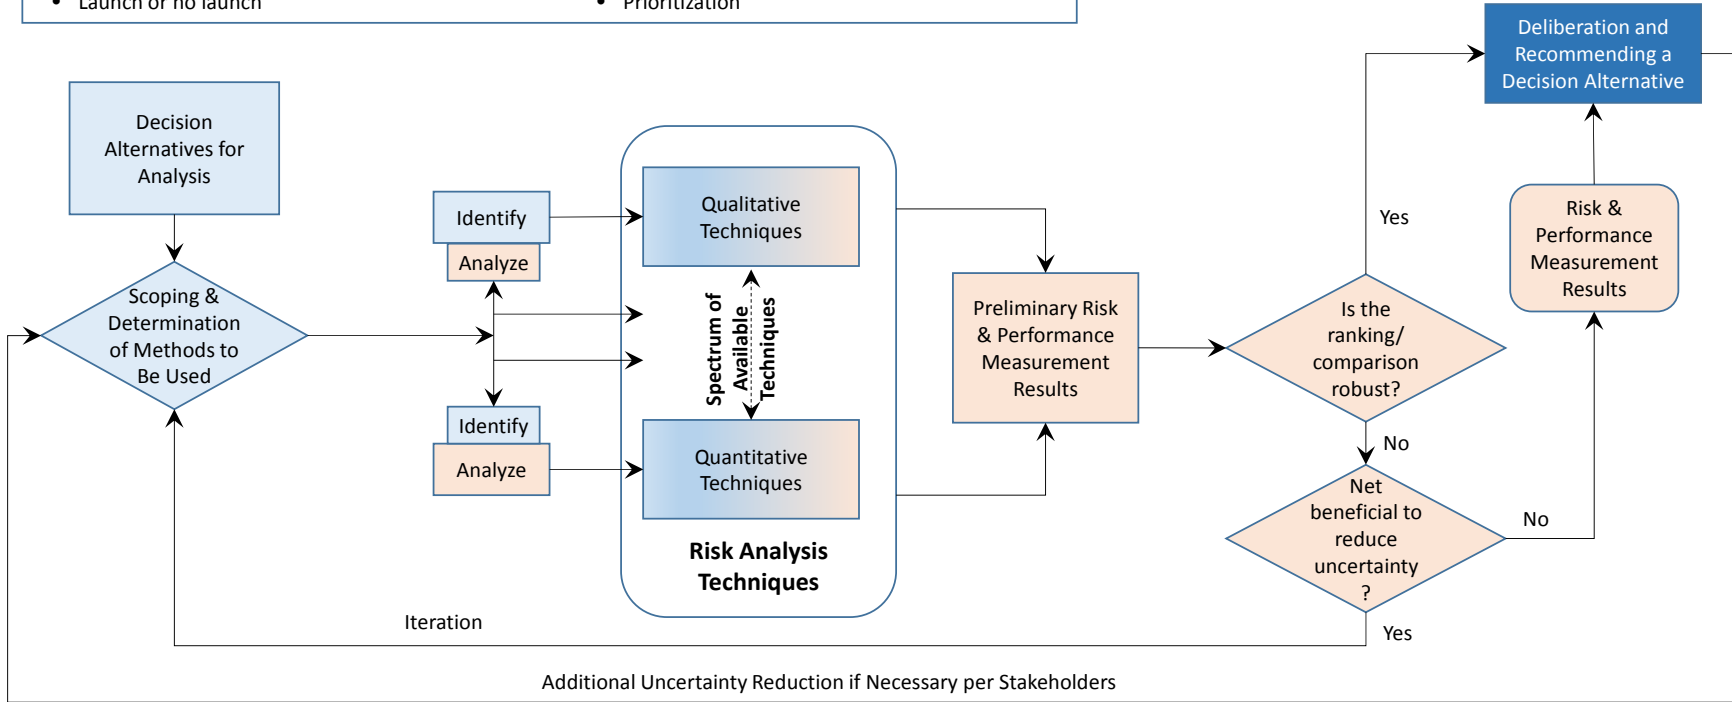 • Launch or no launch
• Prioritization
Deliberation and
Recommending a
Decision Alternative
Decision
Alternatives for
Analysis
Identify
Analyze
Qualitative
Techniques
Yes
Risk &
Performance
Measurement
Results
Scoping &
Determination
of Methods to
Be Used
Spectrum of
Available
Techniques
Preliminary Risk
& Performance
Measurement
Results
Is the
ranking/
comparison
robust?
Identify
Analyze
Quantitative
Techniques
No
Net
beneficial to
reduce
uncertainty
?
No
Risk Analysis
Techniques
Iteration
Yes
Additional Uncertainty Reduction if Necessary per Stakeholders